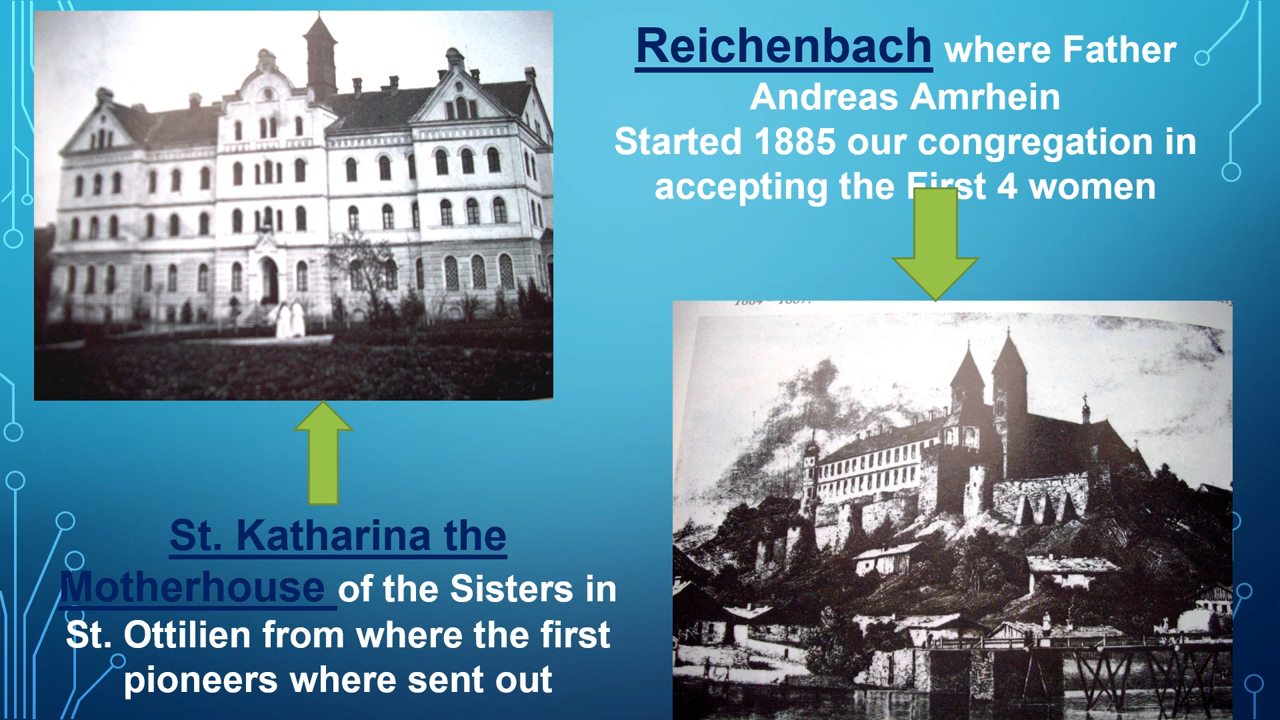 Reichenbach where Father
Andreas Amrhein
Started 1885 our congregation in
accepting the First 4 women
St. Katharina the
Motherhouse of the Sisters in
St. Ottilien from where the first
pioneers where sent out